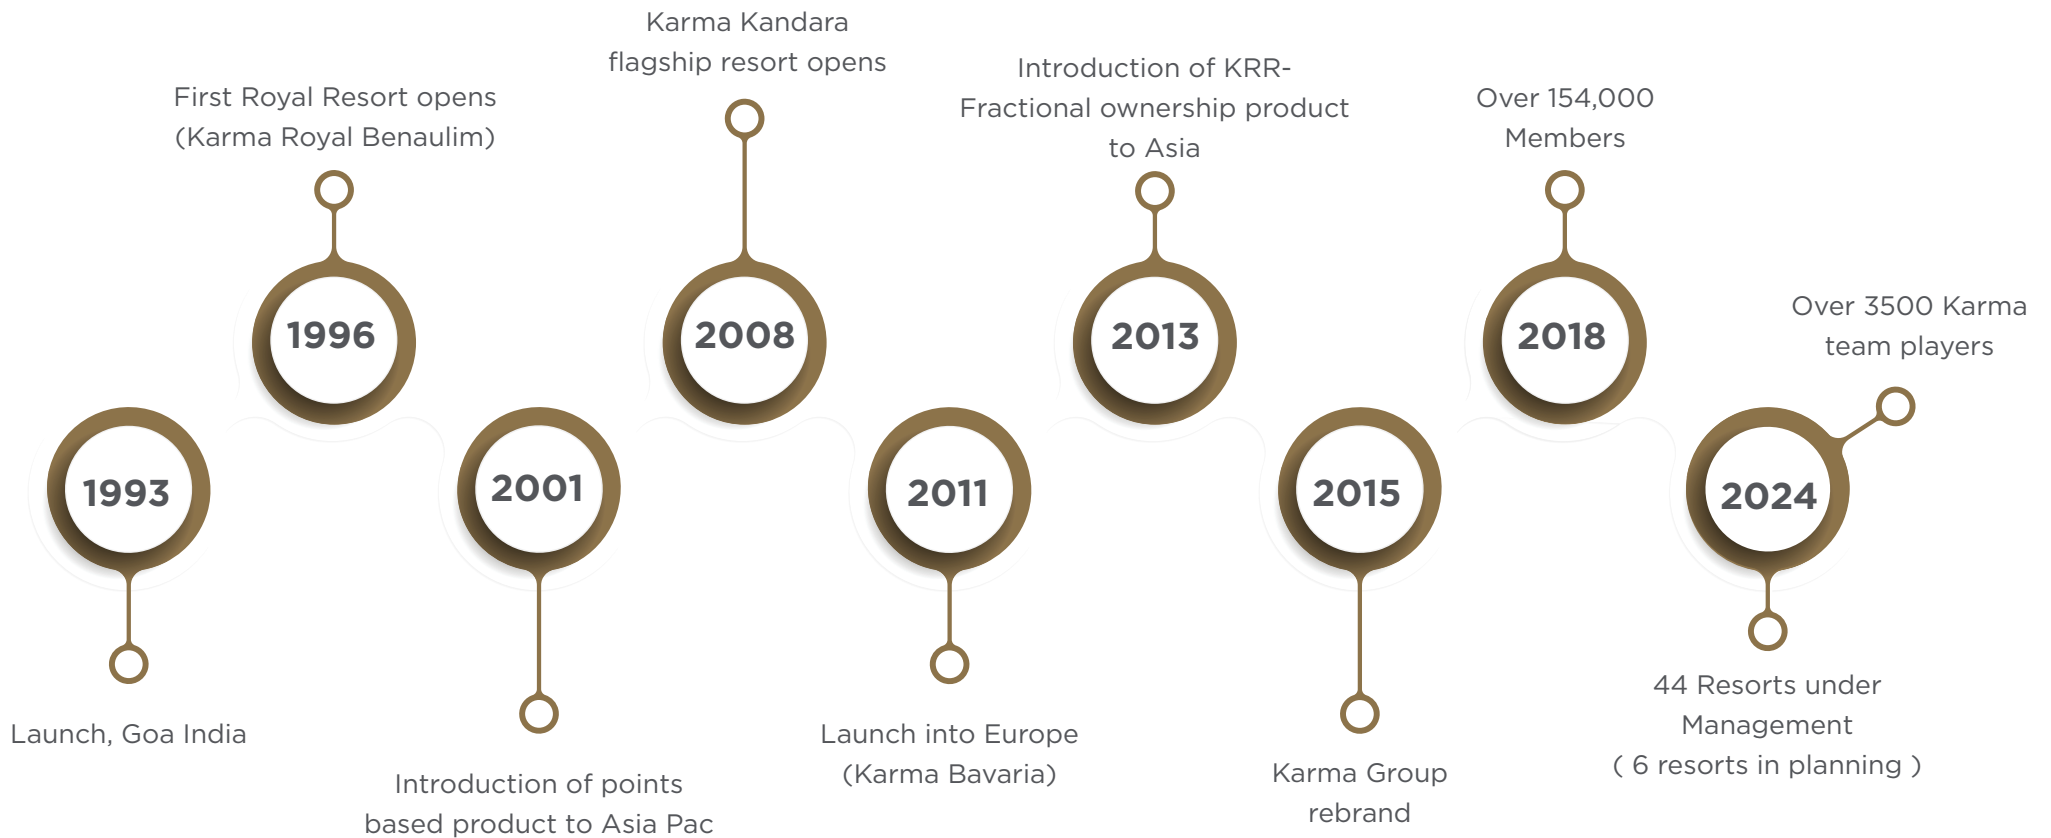 1993
Launch, Goa India
First Royal Resort opens
(Karma Royal Benaulim)
1996
2001
Introduction of points
based product to Asia Pac
Karma Kandara
flagship resort opens
2008
2011
Launch into Europe
(Karma Bavaria)
Introduction of KRR-
Fractional ownership product
to Asia
2013
2015
Karma Group
rebrand
Over 154,000
Members
2018
Over 3500 Karma
team players
2024
44 Resorts under
Management
( 6 resorts in planning )